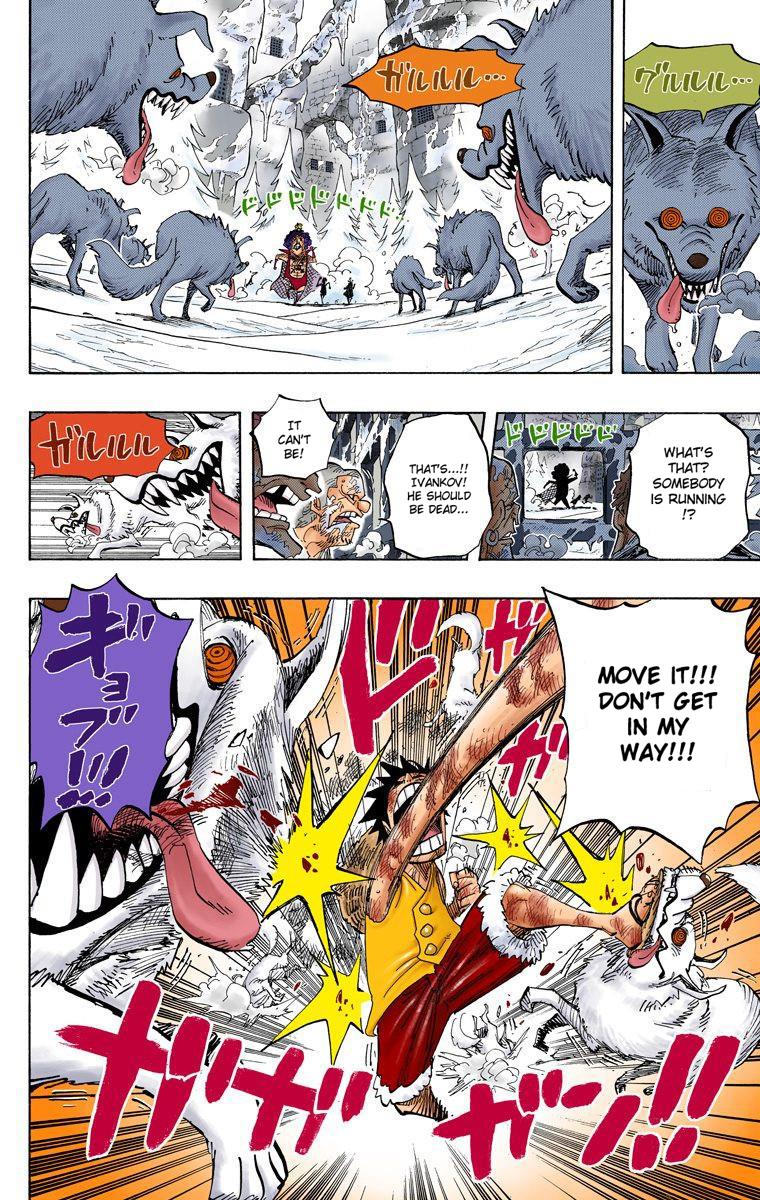 グルルル…
ガルルル…
ドドドドドドド…
WHAT'S
THAT?
SOMEBODY
IS RUNNING
!?
ドドドドド
THAT'S...!!
IVANKOV!
HE SHOULD
BE DEAD...
IT
CAN'T
BE!
ガルルル
MOVE IT!!!
DON'T GET
IN MY
WAY!!!
ガガガ
ドド!!
ギョブ!!!
ガガガガン!!